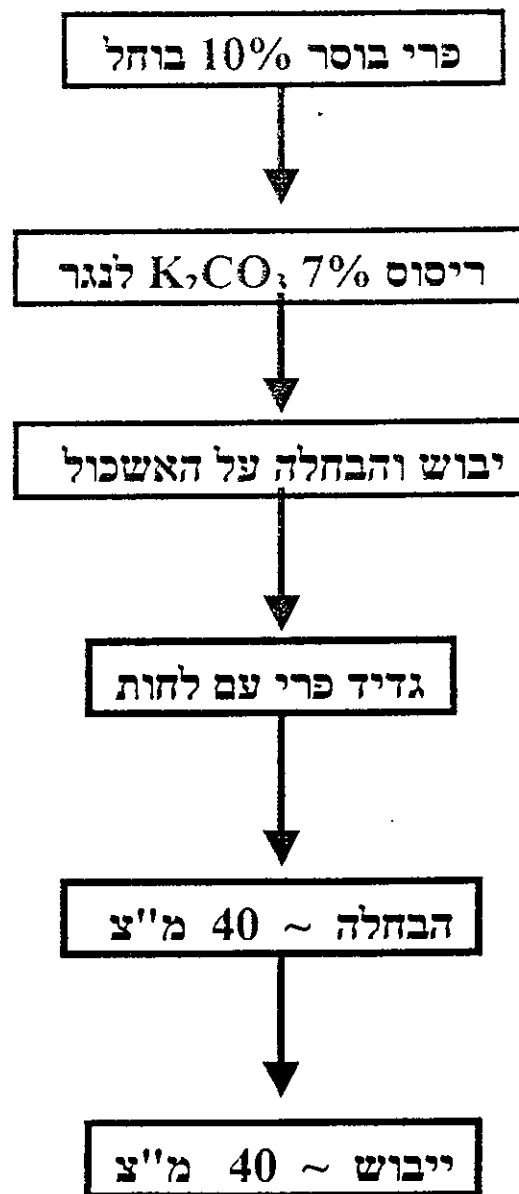 פרי בוסר 10% בוחל
ריסוס 7% K₂CO₃ לנגר
יבוש והבחלה על האשכול
גדיד פרי עם לחות
הבחלה ~ 40 מ"צ
ייבוש ~ 40 מ"צ